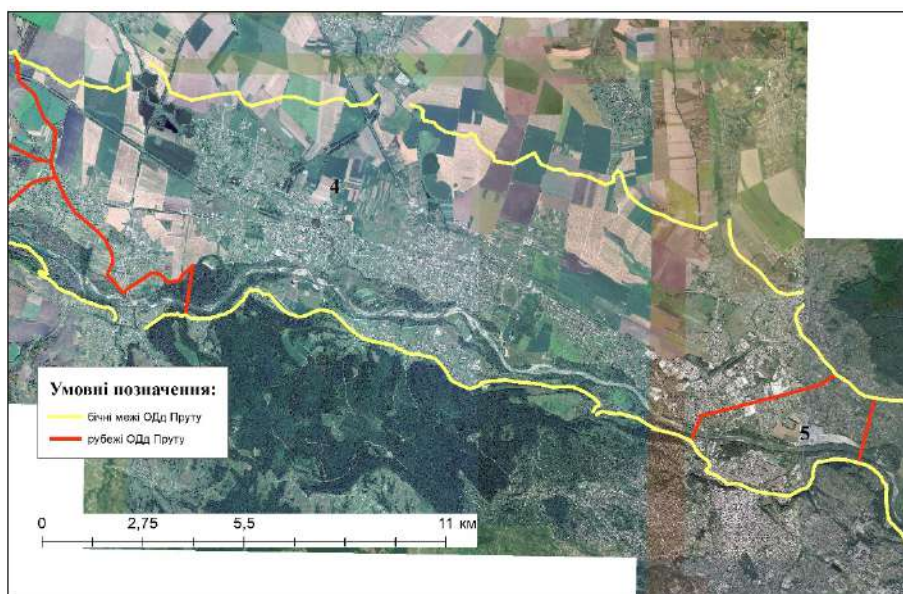 4
5
Умовні позначення:
бічні межі ОДд Пруту
рубежі ОДд Пруту
0 2,75 5,5 11 км